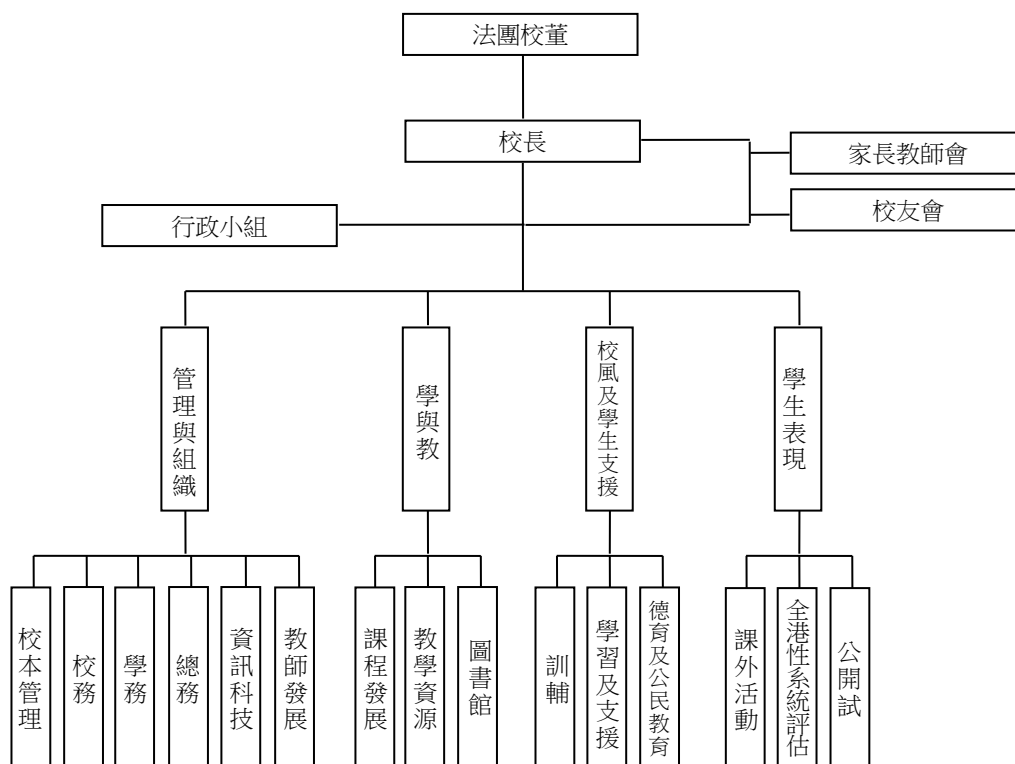 法團校董
校長
家長教師會
校友會
行政小組
管理與組織
學與教
校風及學生支援
學生表現
校本管理
校務
學務
總務
資訊科技
教師發展
課程發展
教學資源
圖書館
訓輔
學習及支援
德育及公民教育
課外活動
全港性系統評估
公開試